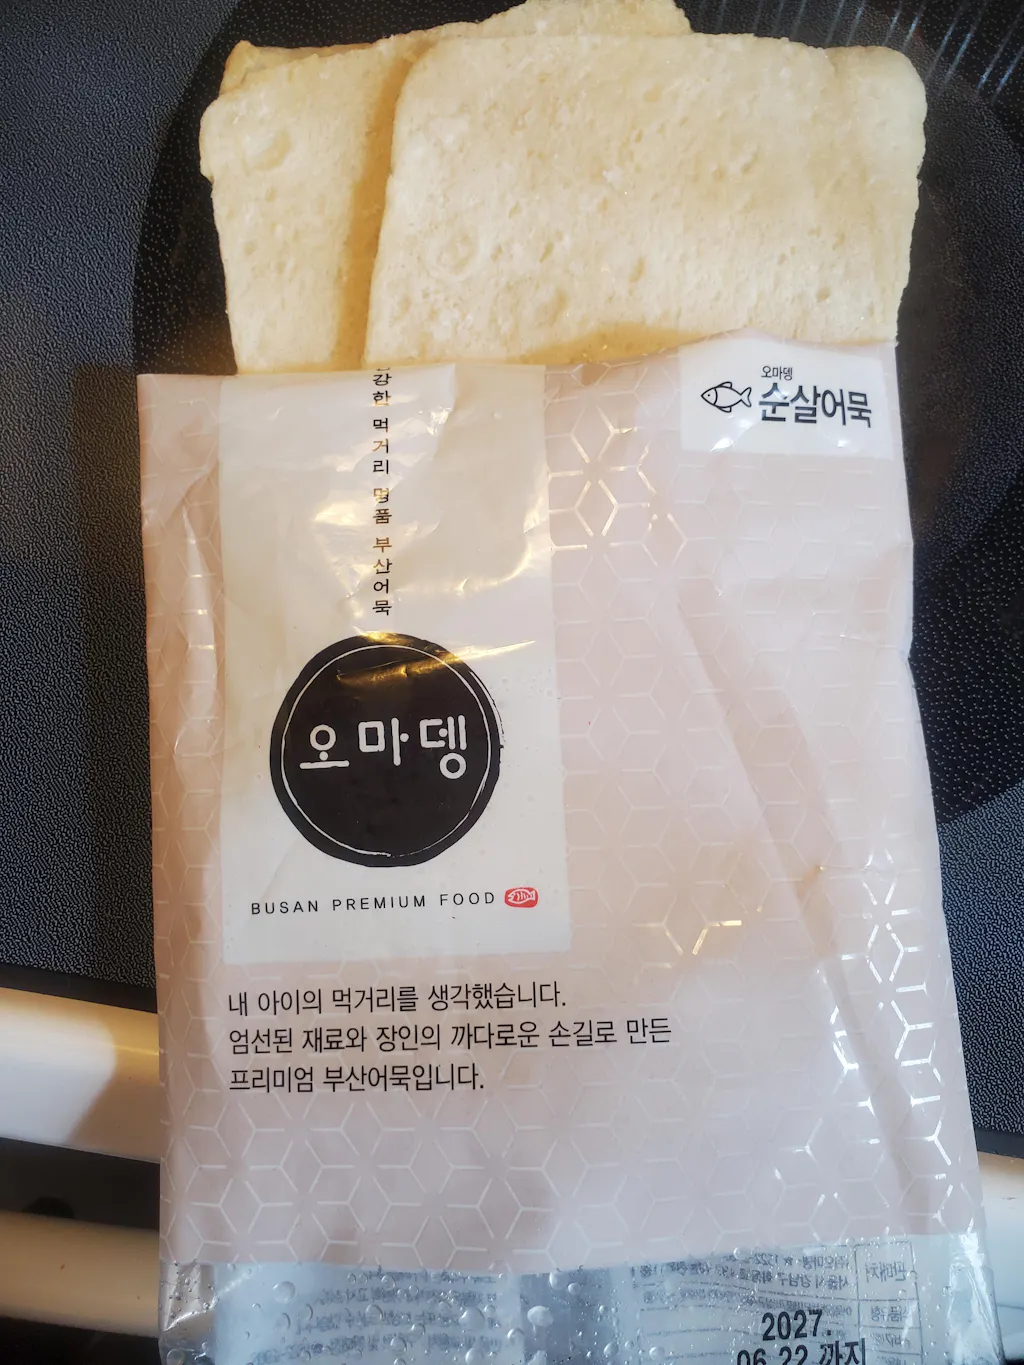 강한 먹거리 명품 부산어묵
오마뎅
순살어묵
오마뎅
BUSAN PREMIUM FOOD
내 아이의 먹거리를 생각했습니다.
엄선된 재료와 장인의 까다로운 손길로 만든
프리미엄 부산어묵입니다.
판매처
2027.
06.22 까지